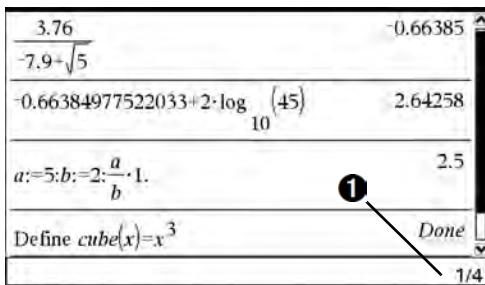 3.76
⁻7.9+√5
⁻0.66385
⁻0.66384977522033+2·log₁₀(45)
2.64258
a:=5:b:=2:a/b·1.
2.5
❶
Define cube(x)=x³
Done
1/4